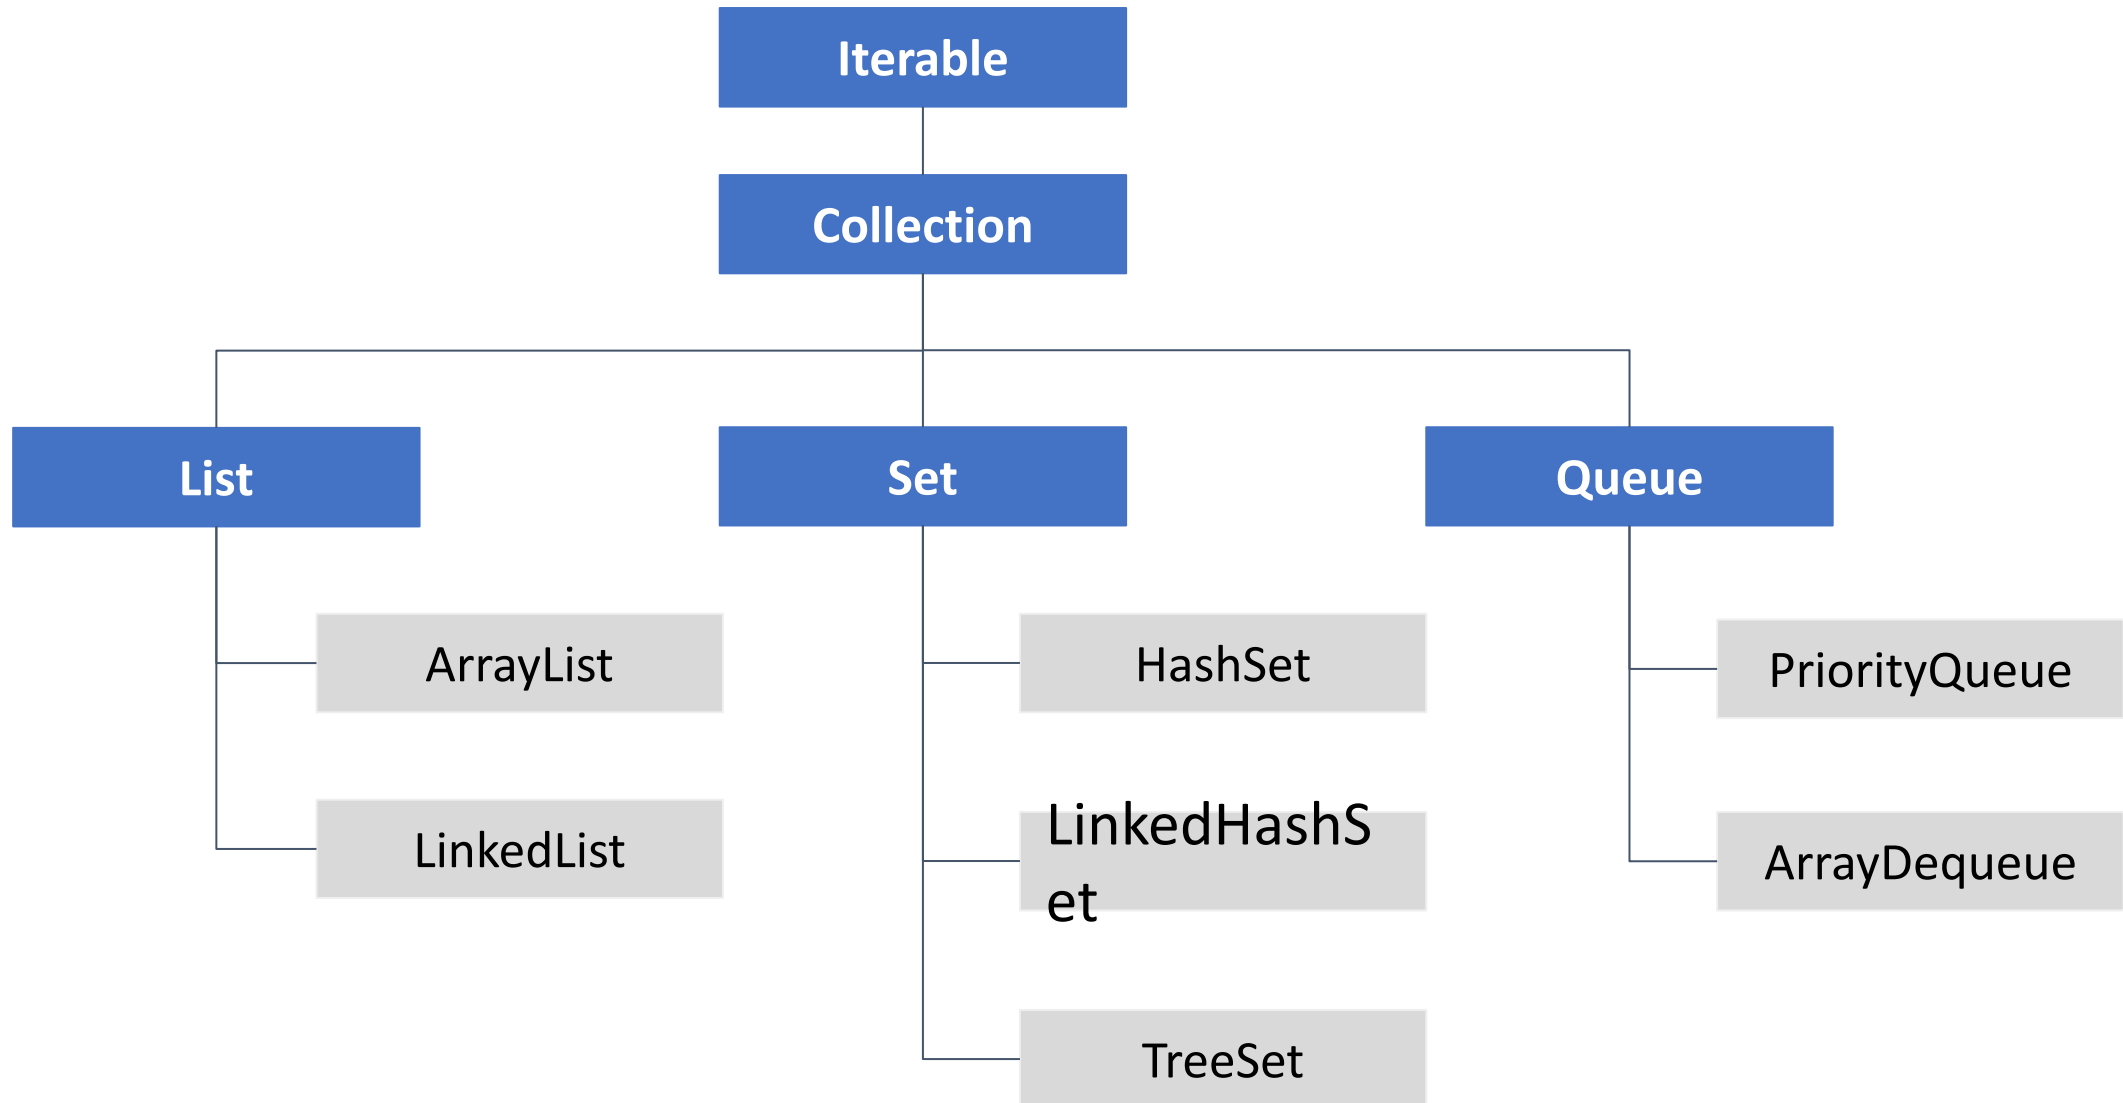 Iterable
Collection
List
Set
Queue
ArrayList
HashSet
PriorityQueue
LinkedList
LinkedHashS
et
ArrayDequeue
TreeSet